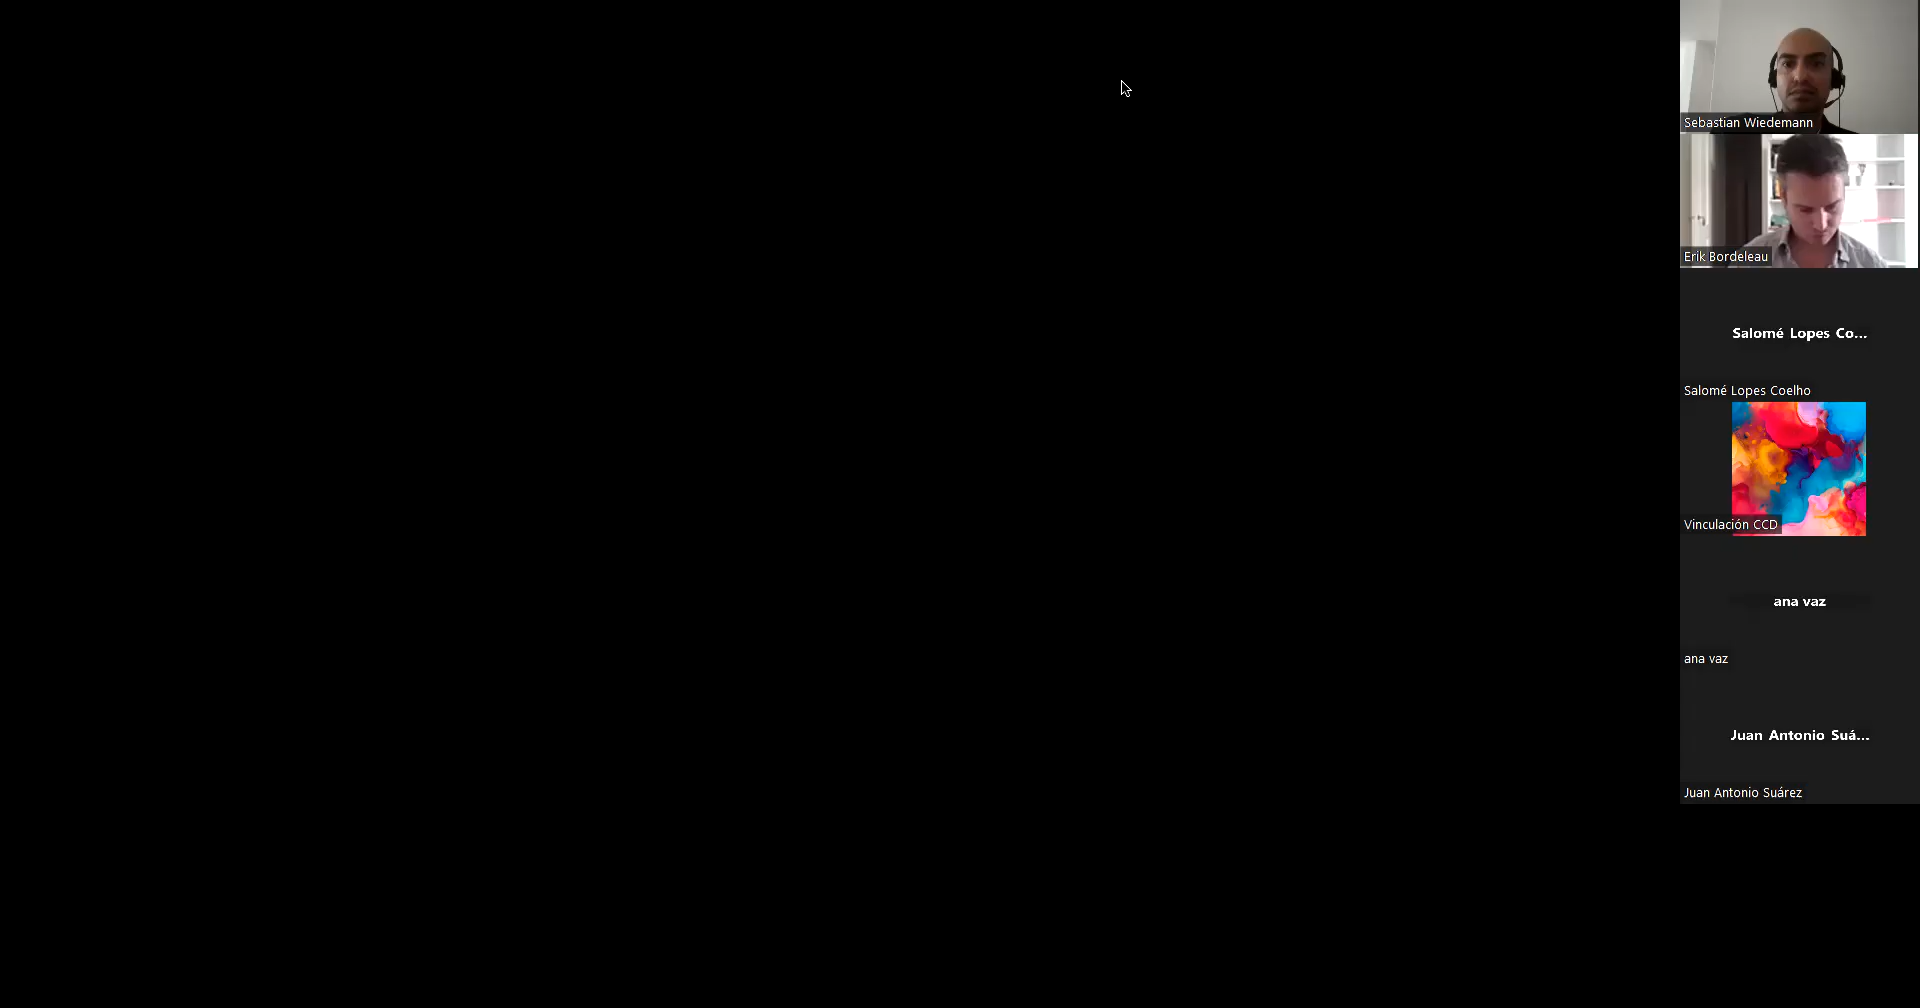 Sebastian Wiedemann
Erik Bordeleau
Salomé Lopes Co...
Salomé Lopes Coelho
Vinculación CCD
ana vaz
ana vaz
Juan Antonio Suá...
Juan Antonio Suárez